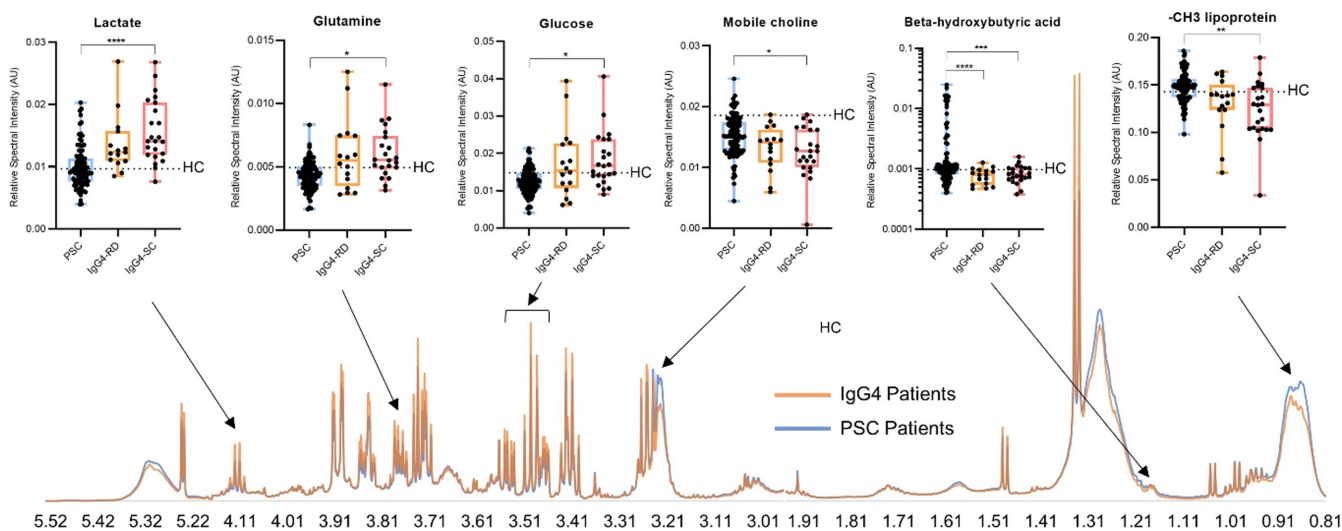 Lactate
Glutamine
Glucose
Mobile choline
Beta-hydroxybutyric acid
-CH3 lipoprotein
Relative Spectral Intensity (AU)
0.03
0.02
0.01
0.00
****
HC
PSC
IgG4-RD
IgG4-SC
Relative Spectral Intensity (AU)
0.015
0.010
0.005
0.000
*
HC
PSC
IgG4-RD
IgG4-SC
Relative Spectral Intensity (AU)
0.05
0.04
0.03
0.02
0.01
0.00
*
HC
PSC
IgG4-RD
IgG4-SC
Relative Spectral Intensity (AU)
0.03
0.02
0.01
0.00
*
HC
PSC
IgG4-RD
IgG4-SC
Relative Spectral Intensity (AU)
0.1
0.01
0.001
0.0001
***
****
HC
PSC
IgG4-RD
IgG4-SC
Relative Spectral Intensity (AU)
0.20
0.15
0.10
0.05
0.00
**
HC
PSC
IgG4-RD
IgG4-SC
HC
IgG4 Patients
PSC Patients
5.52 5.42 5.32 5.22 4.11 4.01 3.91 3.81 3.71 3.61 3.51 3.41 3.31 3.21 3.11 3.01 1.91 1.81 1.71 1.61 1.51 1.41 1.31 1.21 1.11 1.01 0.91 0.81